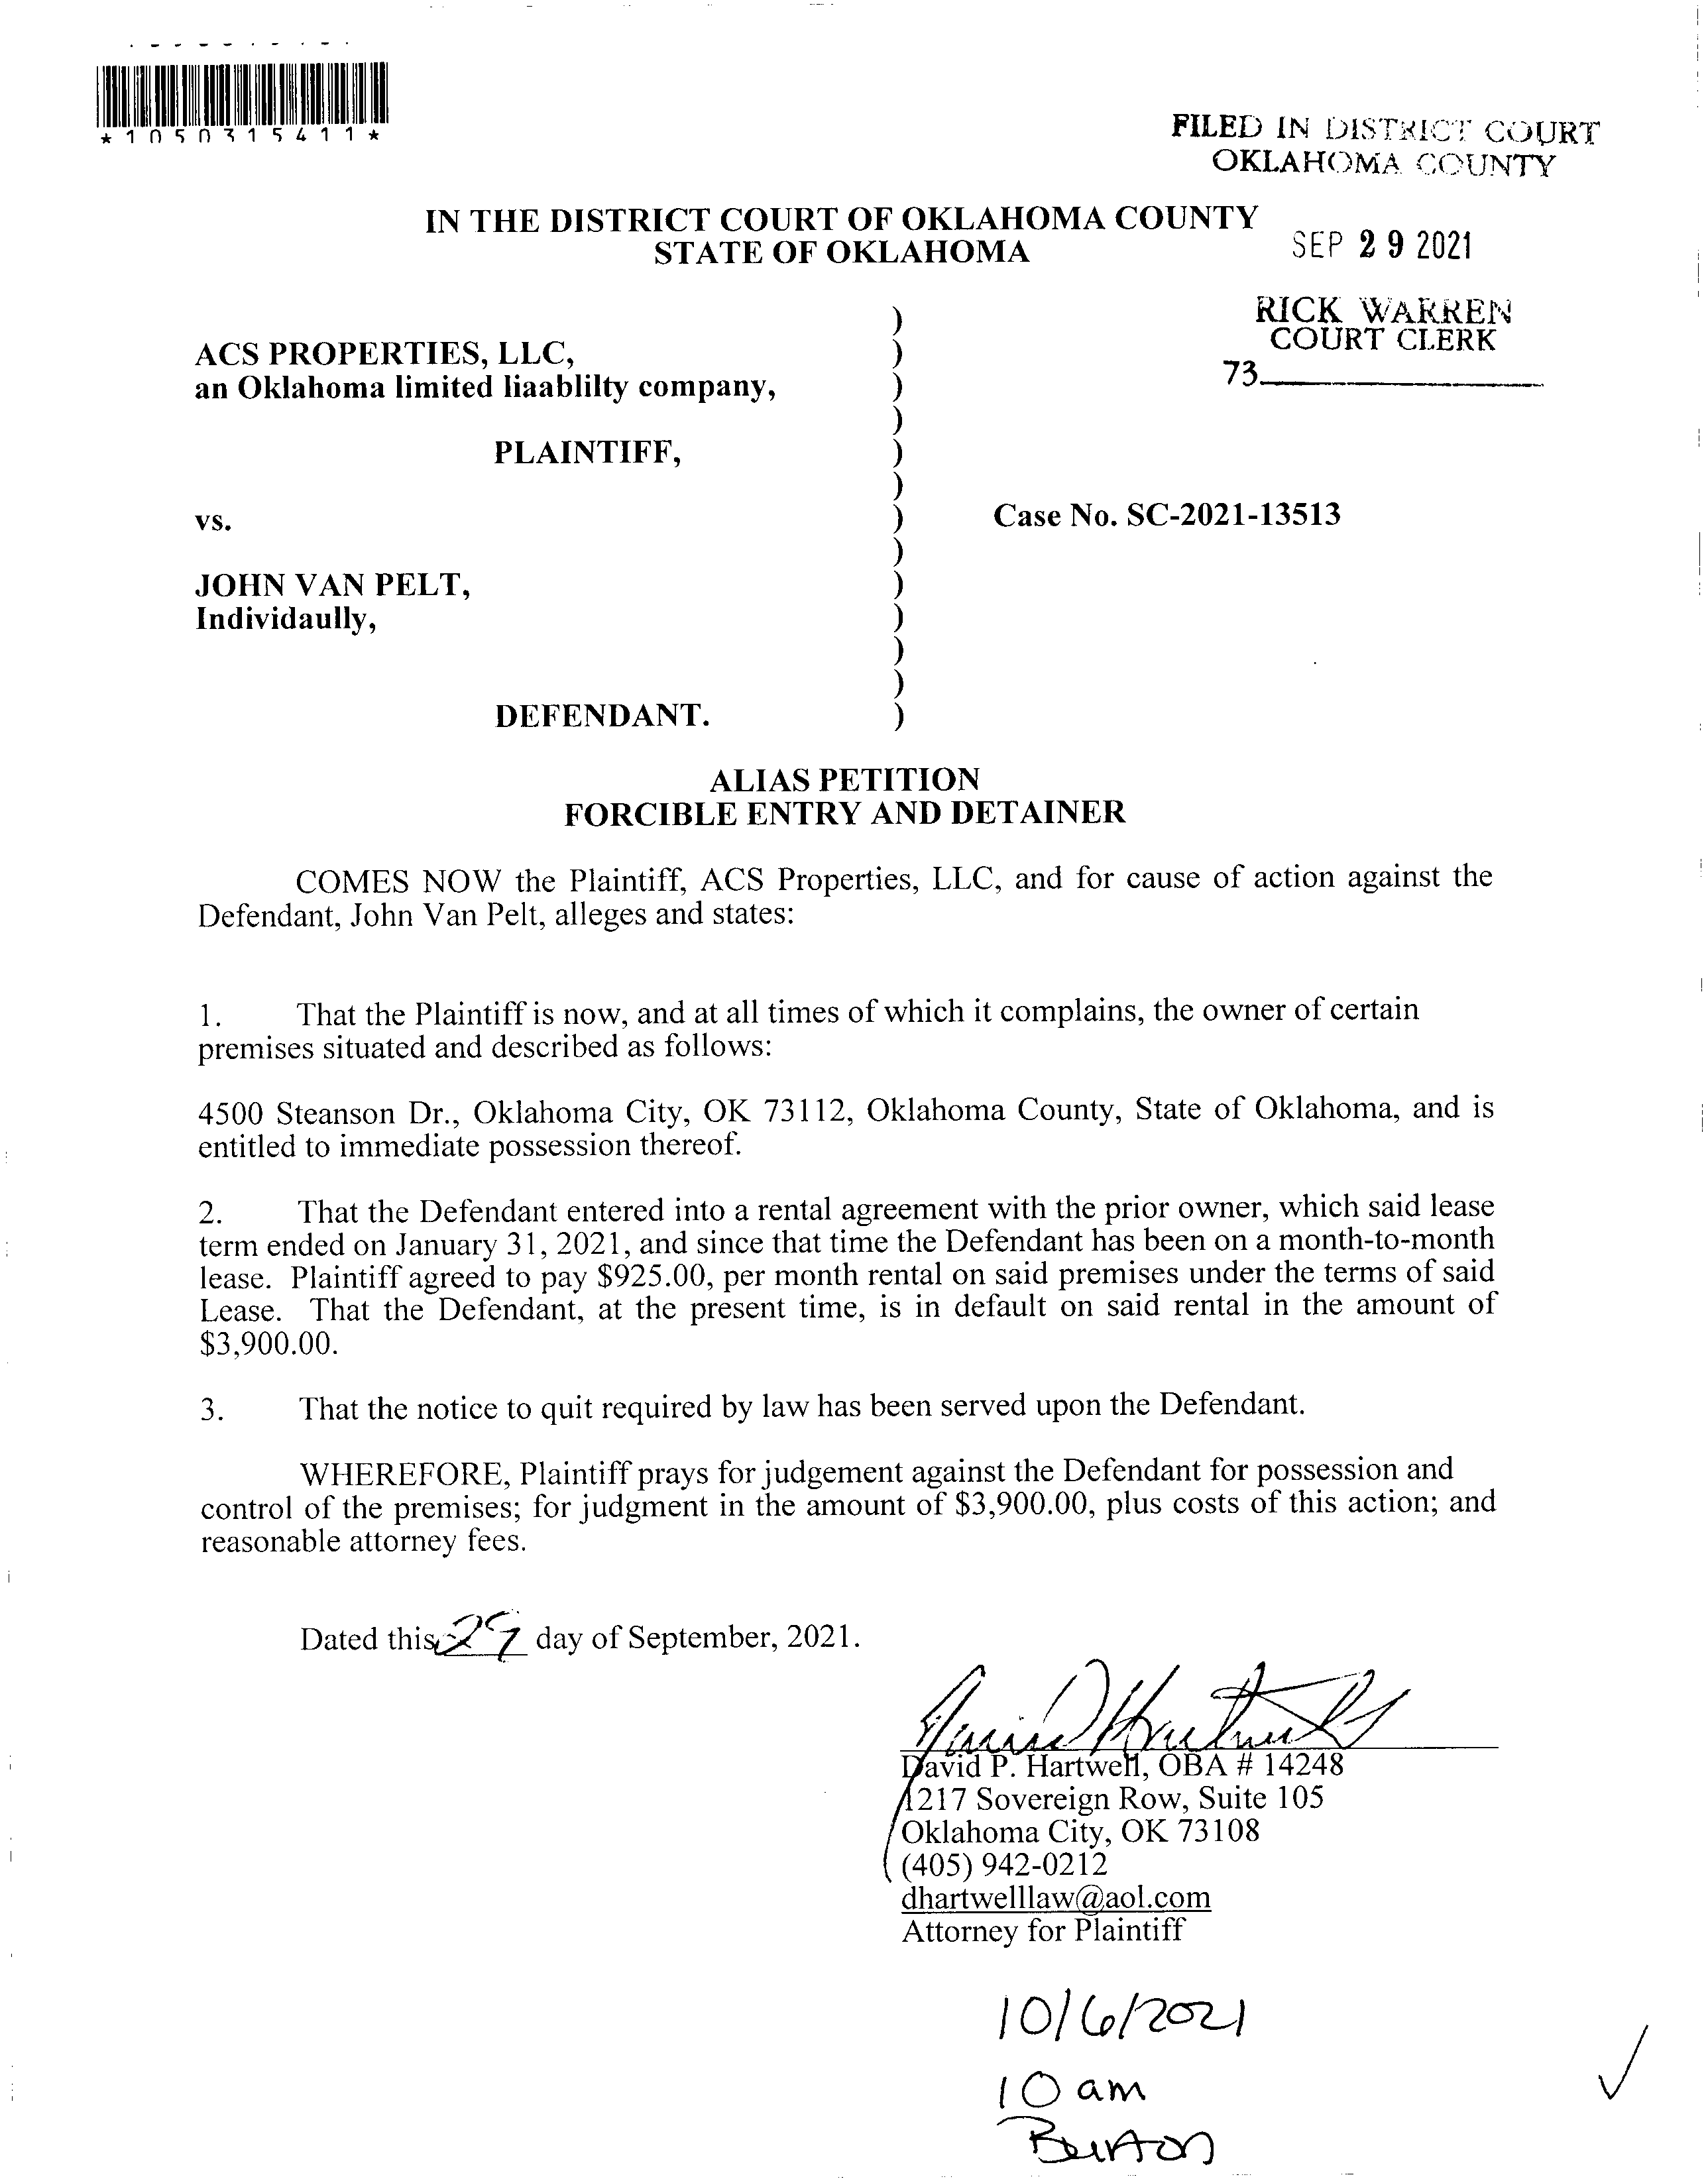 *1050315411*
FILED IN DISTRICT COURT
OKLAHOMA COUNTY
IN THE DISTRICT COURT OF OKLAHOMA COUNTY
STATE OF OKLAHOMA
SEP 29 2021
RICK WARREN
COURT CLERK
73
)
ACS PROPERTIES, LLC, )
an Oklahoma limited liaablilty company, )
)
PLAINTIFF, )
)
vs. ) Case No. SC-2021-13513
)
JOHN VAN PELT, )
Individaully, )
)
)
DEFENDANT. )
ALIAS PETITION
FORCIBLE ENTRY AND DETAINER
COMES NOW the Plaintiff, ACS Properties, LLC, and for cause of action against the
Defendant, John Van Pelt, alleges and states:
1. That the Plaintiff is now, and at all times of which it complains, the owner of certain
premises situated and described as follows:
4500 Steanson Dr., Oklahoma City, OK 73112, Oklahoma County, State of Oklahoma, and is
entitled to immediate possession thereof.
2. That the Defendant entered into a rental agreement with the prior owner, which said lease
term ended on January 31, 2021, and since that time the Defendant has been on a month-to-month
lease. Plaintiff agreed to pay $925.00, per month rental on said premises under the terms of said
Lease. That the Defendant, at the present time, is in default on said rental in the amount of
$3,900.00.
3. That the notice to quit required by law has been served upon the Defendant.
WHEREFORE, Plaintiff prays for judgement against the Defendant for possession and
control of the premises; for judgment in the amount of $3,900.00, plus costs of this action; and
reasonable attorney fees.
Dated this 29 day of September, 2021.
David P. Hartwell, OBA # 14248
1217 Sovereign Row, Suite 105
Oklahoma City, OK 73108
(405) 942-0212
dhartwelllaw@aol.com
Attorney for Plaintiff
10/6/2021
10 am
Burton